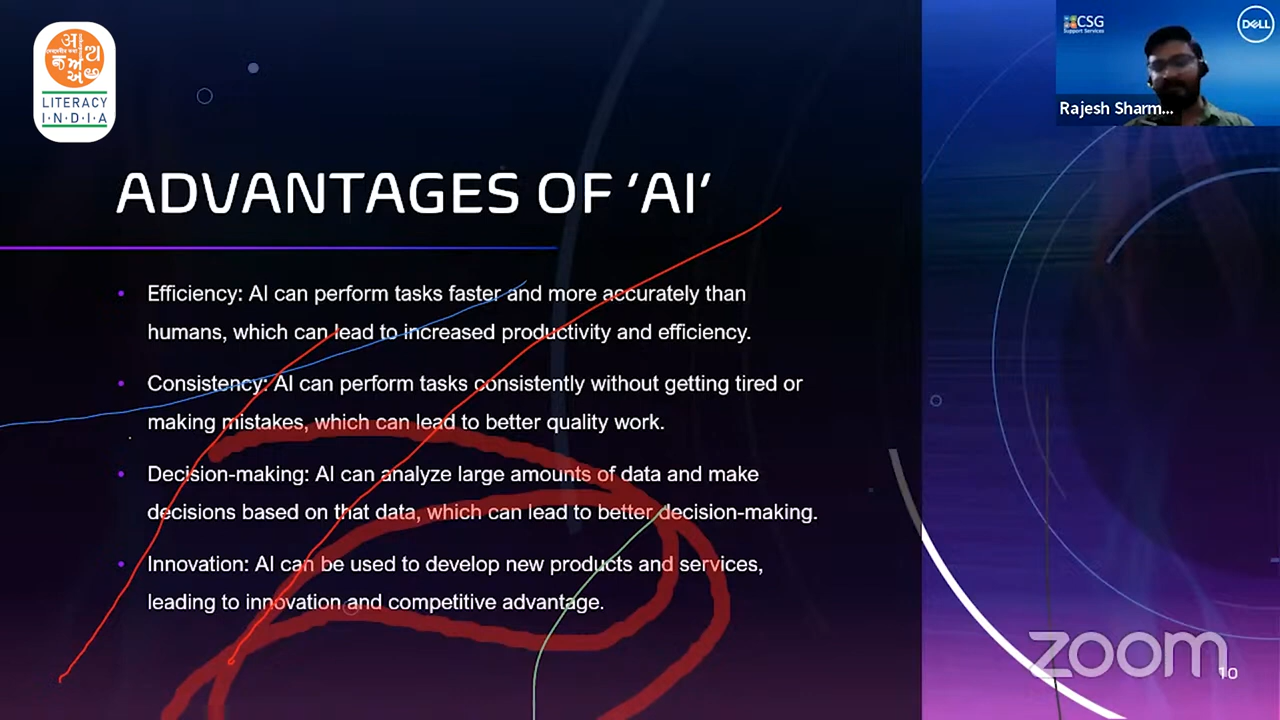 LITERACY
I·N·D·I·A
CSG
Support Services
DELL
Rajesh Sharm...
ADVANTAGES OF 'AI'
• Efficiency: AI can perform tasks faster and more accurately than
humans, which can lead to increased productivity and efficiency.
• Consistency: AI can perform tasks consistently without getting tired or
making mistakes, which can lead to better quality work.
• Decision-making: AI can analyze large amounts of data and make
decisions based on that data, which can lead to better decision-making.
• Innovation: AI can be used to develop new products and services,
leading to innovation and competitive advantage.
zoom
10